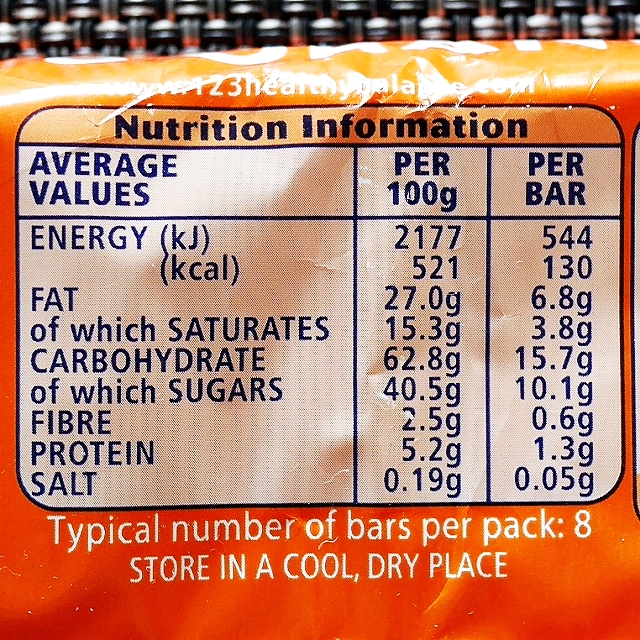 www.123healthybalance.com
Nutrition Information
AVERAGE VALUES PER 100g PER BAR
ENERGY (kJ) 2177 544
(kcal) 521 130
FAT 27.0g 6.8g
of which SATURATES 15.3g 3.8g
CARBOHYDRATE 62.8g 15.7g
of which SUGARS 40.5g 10.1g
FIBRE 2.5g 0.6g
PROTEIN 5.2g 1.3g
SALT 0.19g 0.05g
Typical number of bars per pack: 8
STORE IN A COOL, DRY PLACE